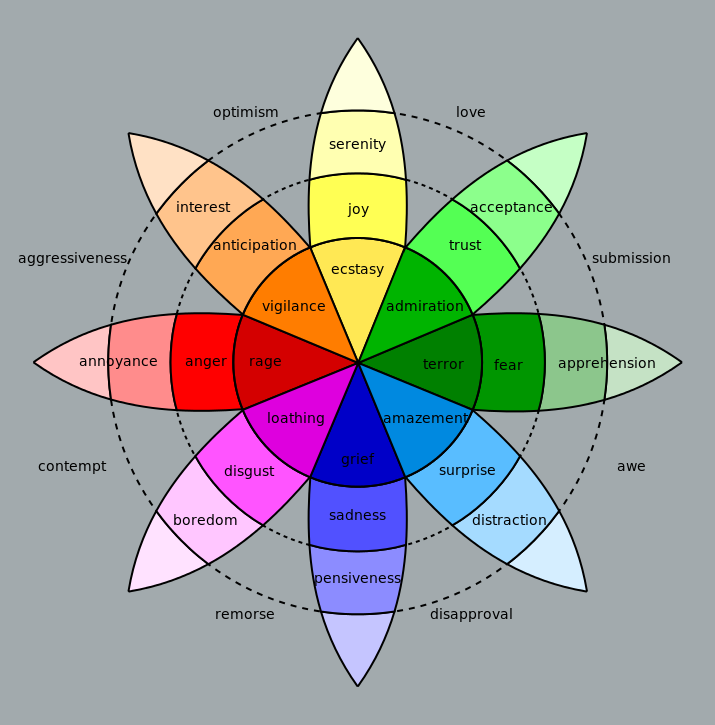 optimism
love
serenity
interest
acceptance
joy
anticipation
trust
aggressiveness
submission
ecstasy
vigilance
admiration
annoyance
anger
rage
terror
fear
apprehension
loathing
amazement
grief
contempt
awe
disgust
surprise
sadness
boredom
distraction
pensiveness
remorse
disapproval